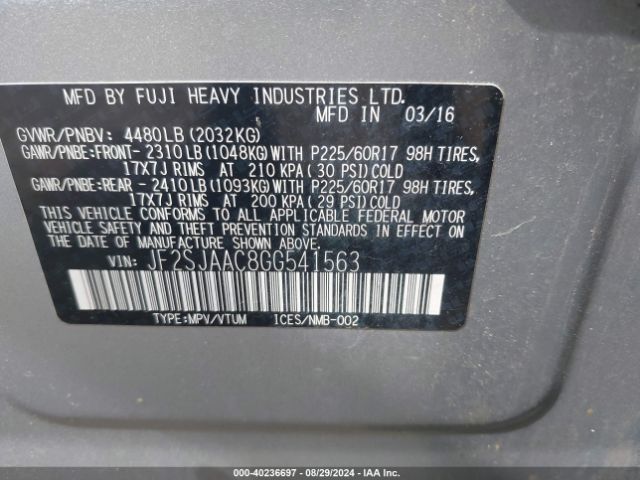 MFD BY FUJI HEAVY INDUSTRIES LTD.
MFD IN 03/16
GVWR/PNBV: 4480LB (2032KG)
GAWR/PNBE:FRONT- 2310LB(1048KG)WITH P225/60R17 98H TIRES,
17X7J RIMS AT 210 KPA( 30 PSI)COLD
GAWR/PNBE:REAR - 2410LB(1093KG)WITH P225/60R17 98H TIRES,
17X7J RIMS AT 200 KPA( 29 PSI)COLD
THIS VEHICLE CONFORMS TO ALL APPLICABLE FEDERAL MOTOR
VEHICLE SAFETY AND THEFT PREVENTION STANDARDS IN EFFECT
ON THE DATE OF MANUFACTURE SHOWN ABOVE.
VIN: JF2SJAAC8GG541563
TYPE:MPV/VTUM ICES/NMB-002
000-40236697 - 08/29/2024 - IAA Inc.